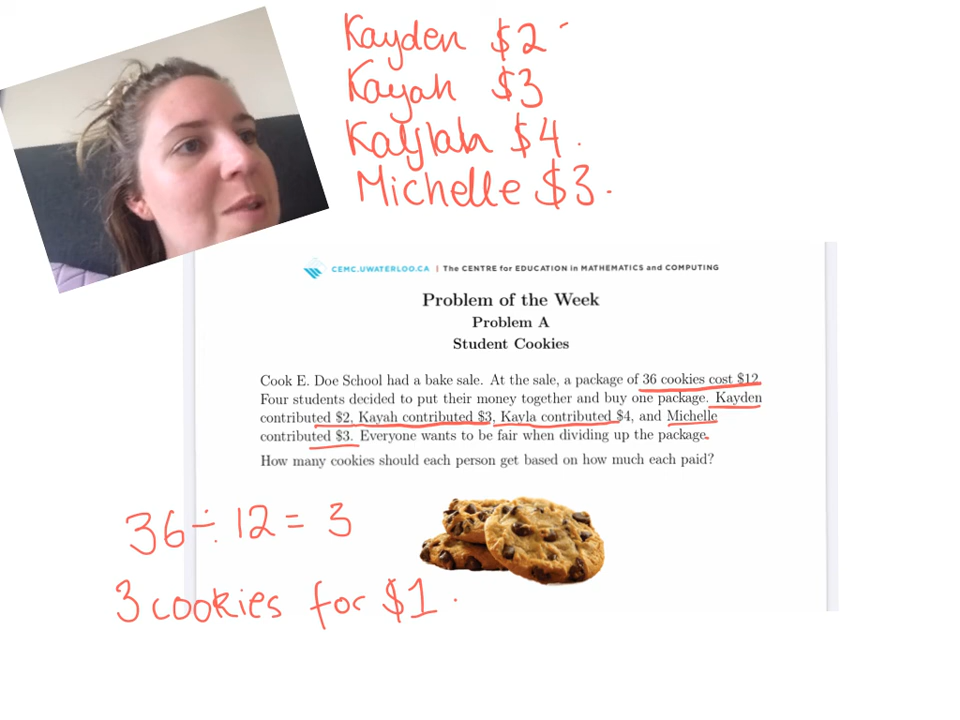 Kayden $2
Kayah $3
Kaylah $4.
Michelle $3.
CEMC.UWATERLOO.CA | The CENTRE for EDUCATION in MATHEMATICS and COMPUTING
Problem of the Week
Problem A
Student Cookies
Cook E. Doe School had a bake sale. At the sale, a package of 36 cookies cost $12.
Four students decided to put their money together and buy one package. Kayden
contributed $2, Kayah contributed $3, Kayla contributed $4, and Michelle
contributed $3. Everyone wants to be fair when dividing up the package.
How many cookies should each person get based on how much each paid?
36 ÷ 12 = 3
3 cookies for $1.